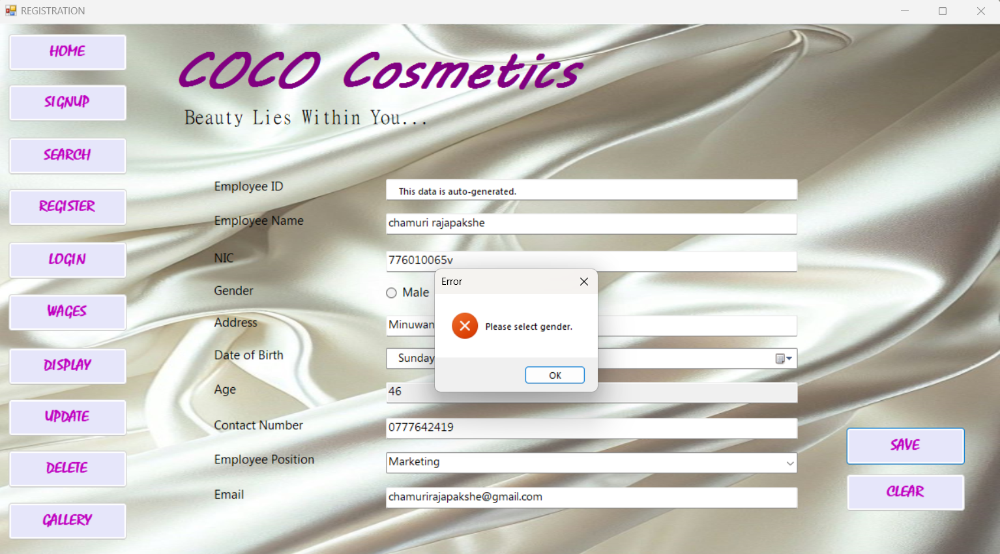 REGISTRATION
HOME
SIGNUP
SEARCH
REGISTER
LOGIN
WAGES
DISPLAY
UPDATE
DELETE
GALLERY
COCO Cosmetics
Beauty Lies Within You...
Employee ID
This data is auto-generated.
Employee Name
chamuri rajapakshe
NIC
776010065v
Gender
Male
Address
Minuwan
Date of Birth
Sunday
Age
46
Contact Number
0777642419
Employee Position
Marketing
Email
chamurirajapakshe@gmail.com
Error
Please select gender.
OK
SAVE
CLEAR